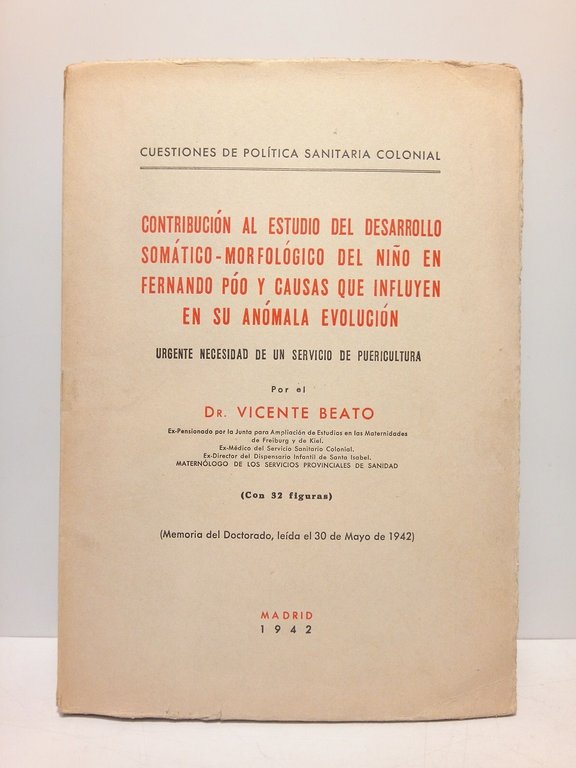 CUESTIONES DE POLÍTICA SANITARIA COLONIAL
CONTRIBUCIÓN AL ESTUDIO DEL DESARROLLO
SOMÁTICO-MORFOLÓGICO DEL NIÑO EN
FERNANDO PÓO Y CAUSAS QUE INFLUYEN
EN SU ANÓMALA EVOLUCIÓN
URGENTE NECESIDAD DE UN SERVICIO DE PUERICULTURA
Por el
DR. VICENTE BEATO
Ex-Pensionado por la Junta para Ampliación de Estudios en las Maternidades
de Freiburg y de Kiel.
Ex-Médico del Servicio Sanitario Colonial.
Ex-Director del Dispensario Infantil de Santa Isabel.
MATERNÓLOGO DE LOS SERVICIOS PROVINCIALES DE SANIDAD
(Con 32 figuras)
(Memoria del Doctorado, leída el 30 de Mayo de 1942)
MADRID
1942